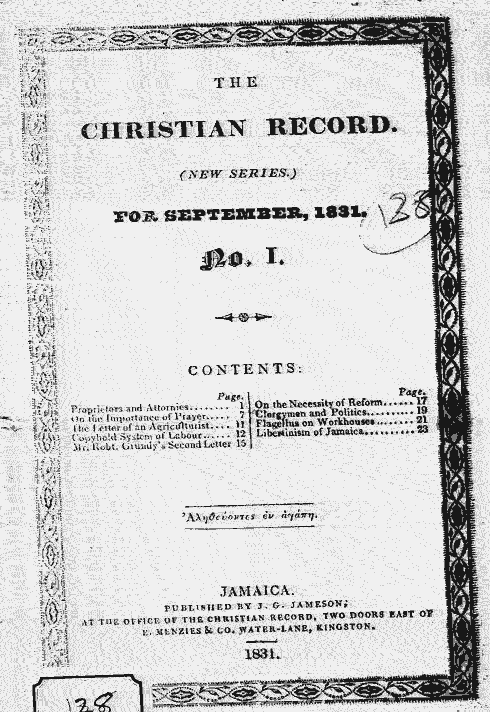 THE
CHRISTIAN RECORD.
(NEW SERIES.)
FOR SEPTEMBER, 1831.
128
No. I.
CONTENTS:
Page.
Proprietors and Attornies........ 1
On the Importance of Prayer..... 7
The Letter of an Agriculturist.... 11
Copyhold System of Labour...... 12
Mr. Robt. Grundy's Second Letter 15
Page.
On the Necessity of Reform...... 17
Clergymen and Politics.......... 19
Flagellus on Workhouses........ 21
Libertinism of Jamaica.......... 23
Ἀληθεύοντες ἐν ἀγάπῃ.
JAMAICA.
PUBLISHED BY J. G. JAMESON;
AT THE OFFICE OF THE CHRISTIAN RECORD, TWO DOORS EAST OF
E. MENZIES & CO. WATER-LANE, KINGSTON.
1831.
128